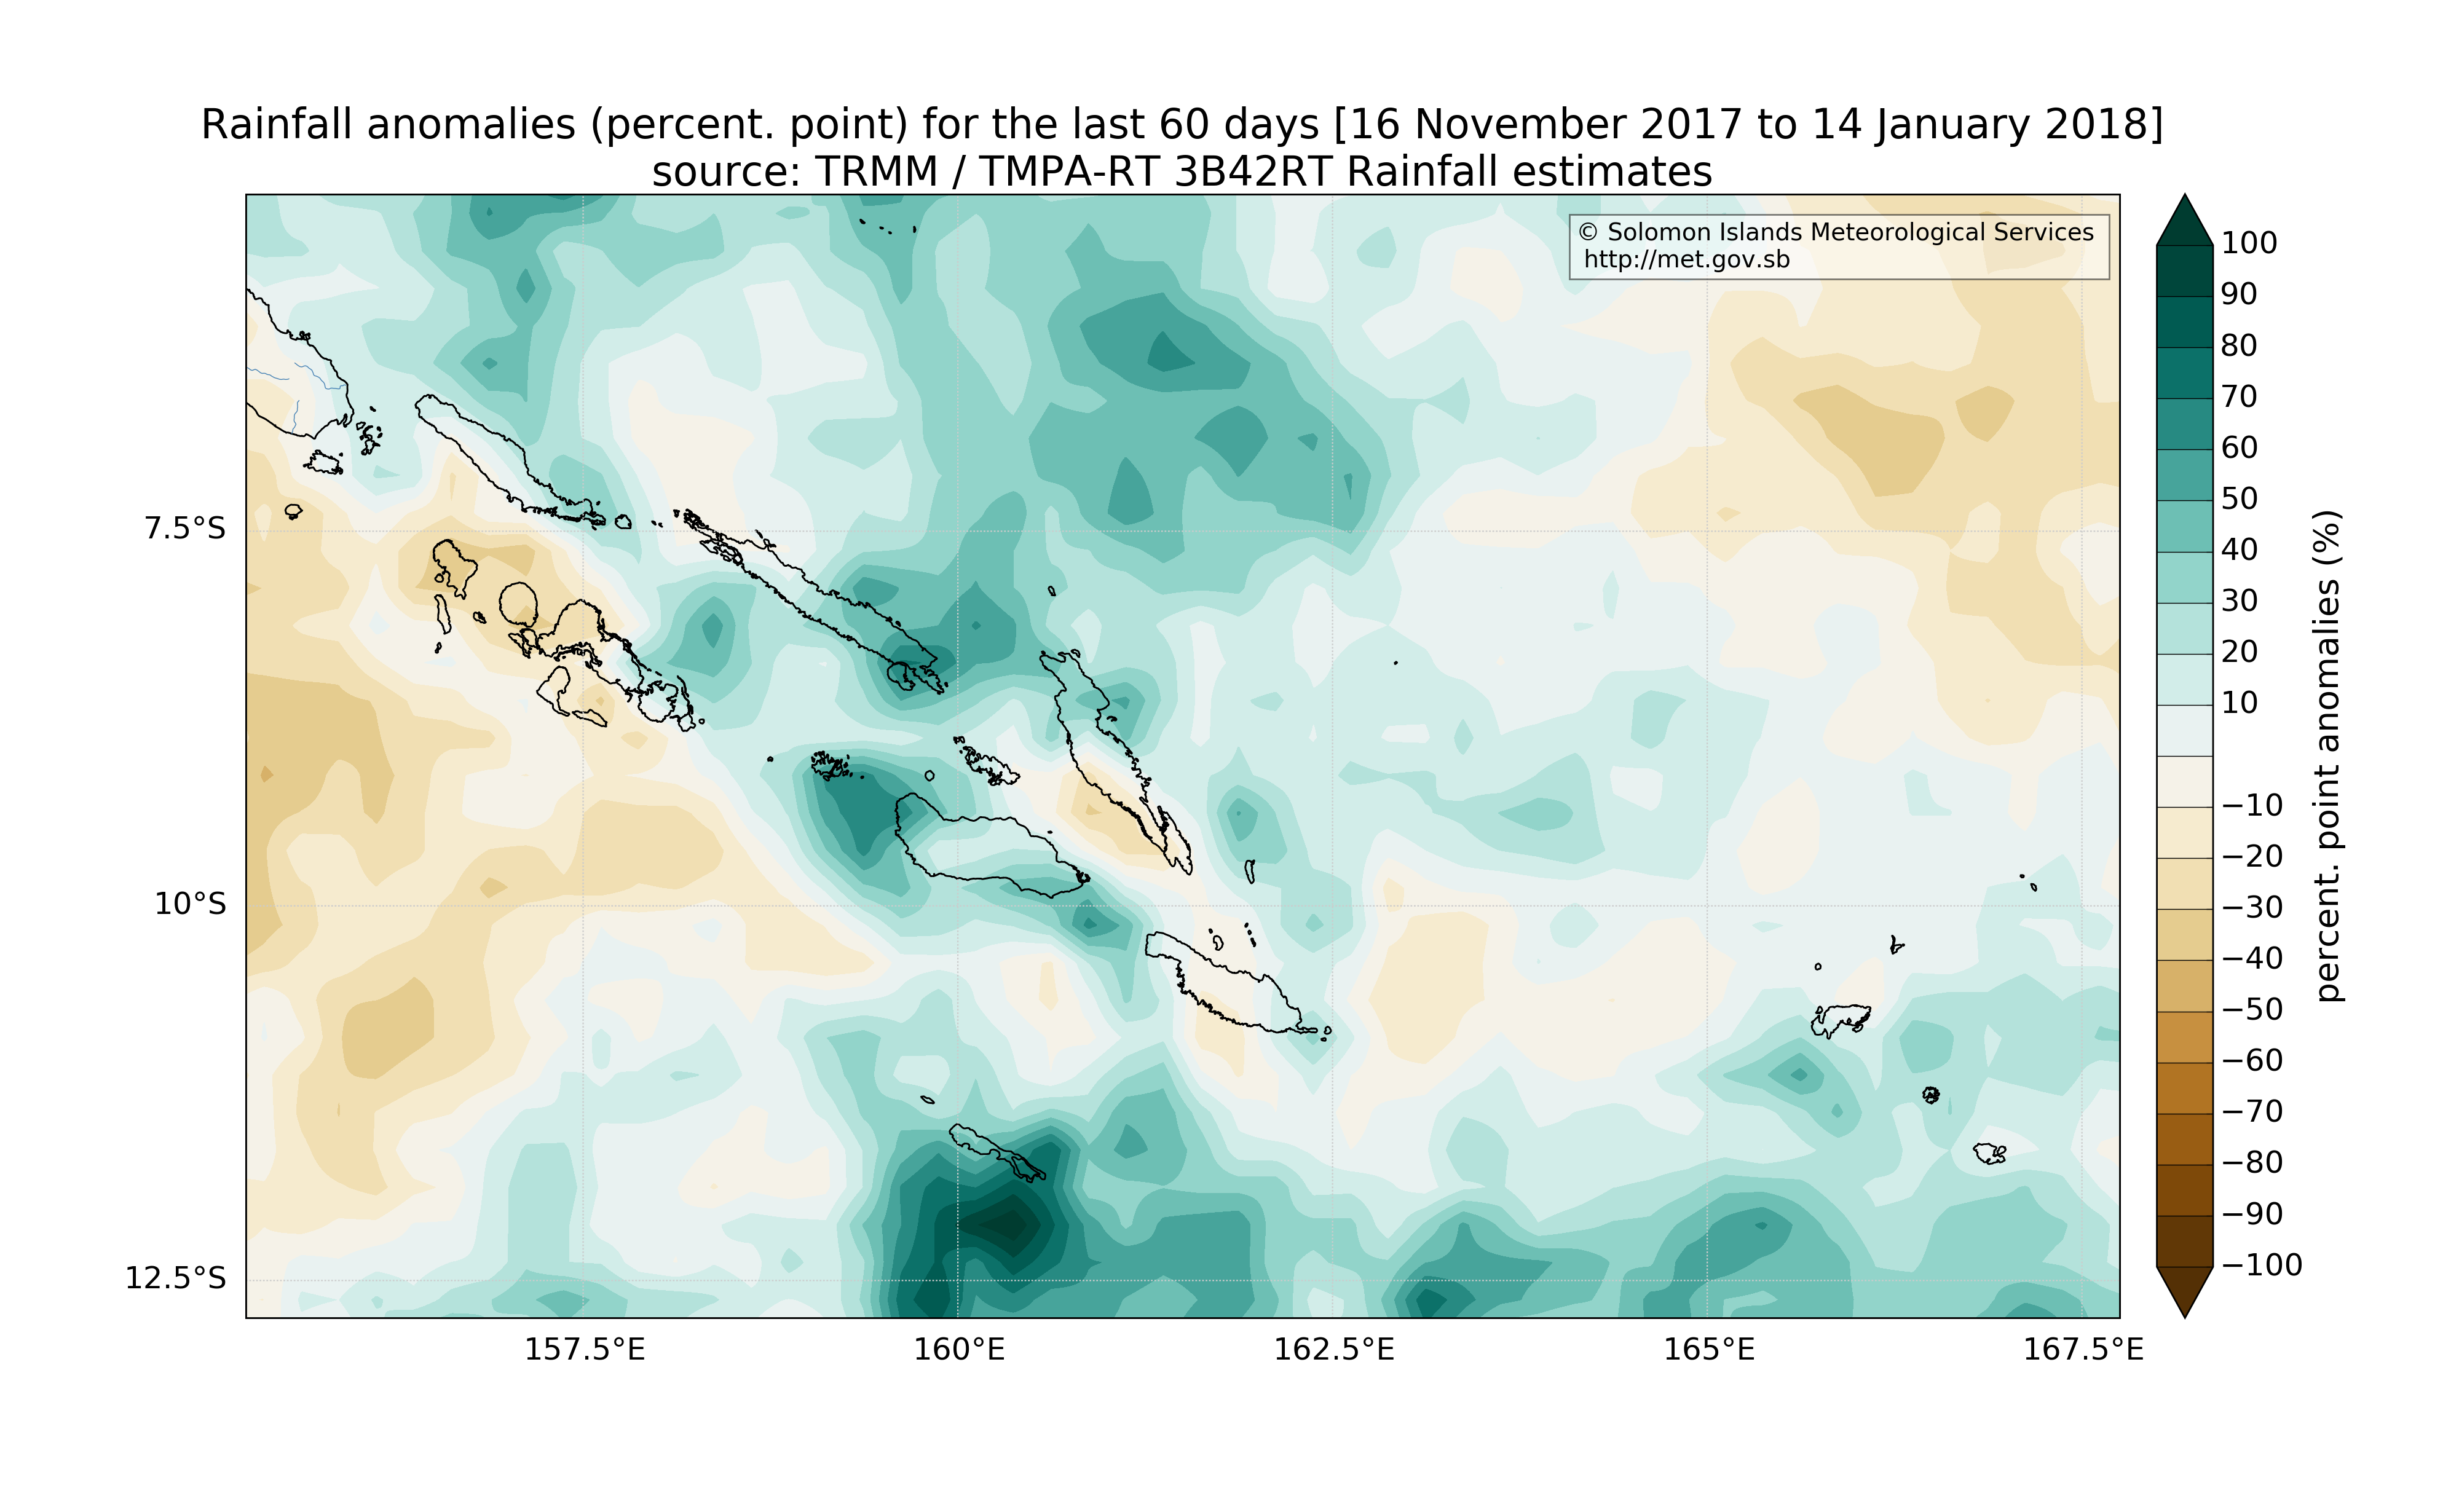 Rainfall anomalies (percent. point) for the last 60 days [16 November 2017 to 14 January 2018]
source: TRMM / TMPA-RT 3B42RT Rainfall estimates
© Solomon Islands Meteorological Services
http://met.gov.sb
7.5°S
10°S
12.5°S
157.5°E
160°E
162.5°E
165°E
167.5°E
100
90
80
70
60
50
40
30
20
10
−10
−20
−30
−40
−50
−60
−70
−80
−90
−100
percent. point anomalies (%)